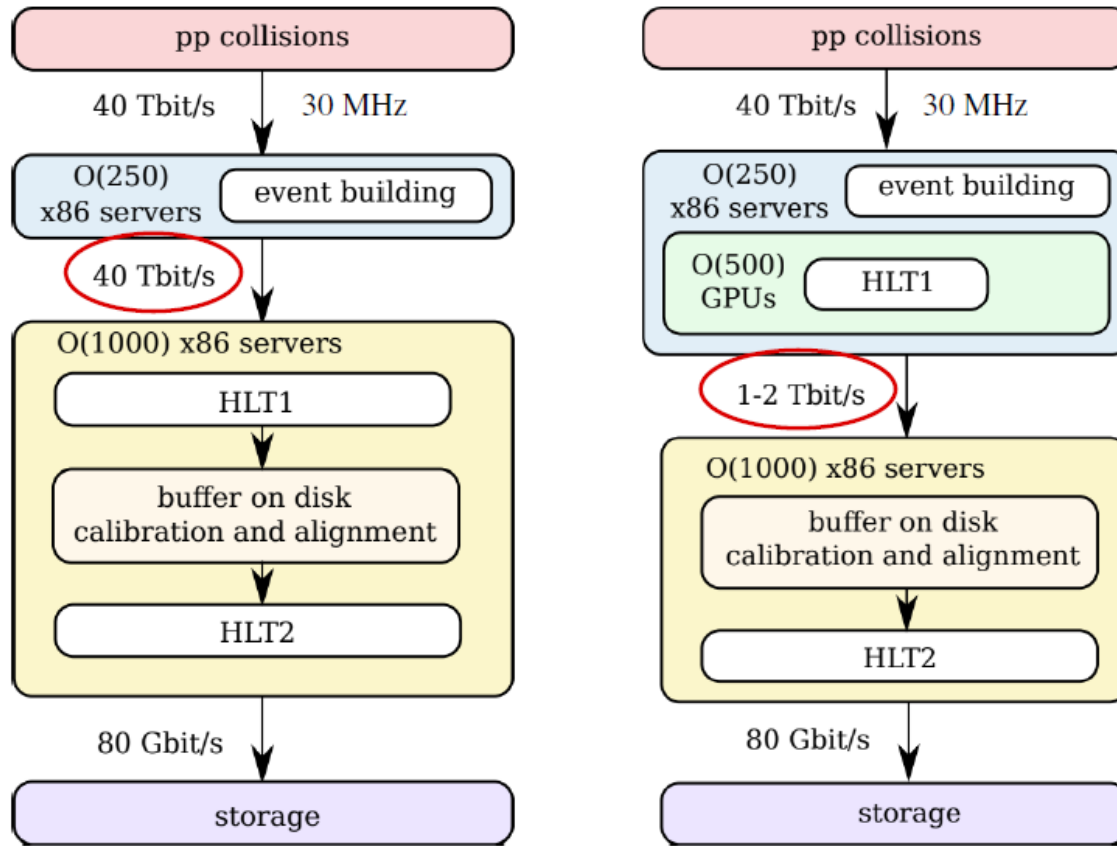 pp collisions
40 Tbit/s
30 MHz
O(250)
x86 servers
event building
40 Tbit/s
O(1000) x86 servers
HLT1
buffer on disk
calibration and alignment
HLT2
80 Gbit/s
storage
pp collisions
40 Tbit/s
30 MHz
O(250)
x86 servers
event building
O(500)
GPUs
HLT1
1-2 Tbit/s
O(1000) x86 servers
buffer on disk
calibration and alignment
HLT2
80 Gbit/s
storage